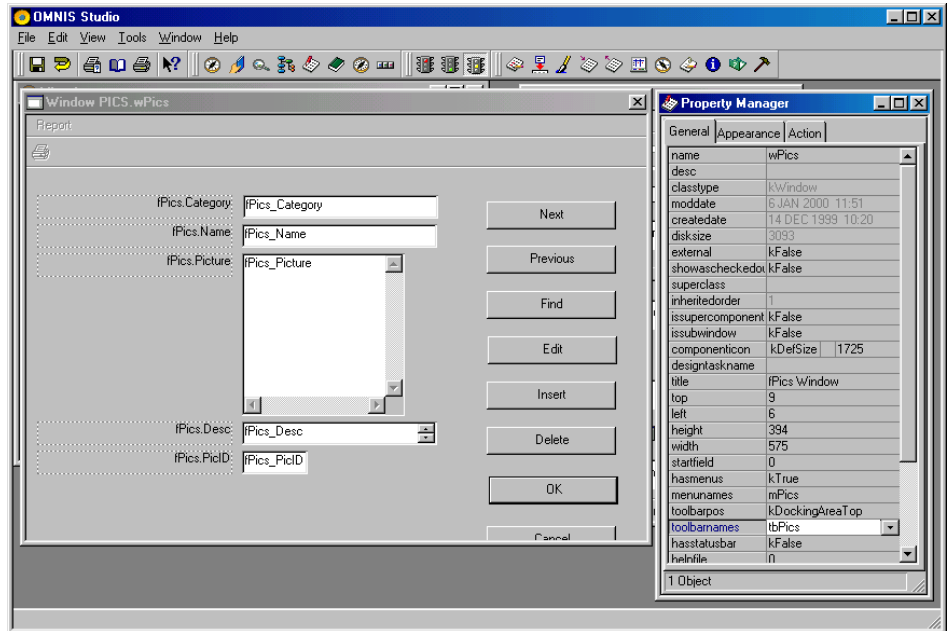 OMNIS Studio
File Edit View Tools Window Help
Window PICS.wPics
Report
fPics.Category: fPics_Category
fPics.Name: fPics_Name
fPics.Picture: fPics_Picture
fPics.Desc: fPics_Desc
fPics.PicID: fPics_PicID
Next
Previous
Find
Edit
Insert
Delete
OK
Cancel
Property Manager
General Appearance Action
name wPics
desc
classtype kWindow
moddate 6 JAN 2000 11:51
createdate 14 DEC 1999 10:20
disksize 3093
external kFalse
showascheckedou kFalse
superclass
inheritedorder 1
issupercomponent kFalse
issubwindow kFalse
componenticon kDefSize 1725
designtaskname
title fPics Window
top 9
left 6
height 394
width 575
startfield 0
hasmenus kTrue
menunames mPics
toolbarpos kDockingAreaTop
toolbarnames tbPics
hasstatusbar kFalse
helpfile 0
1 Object